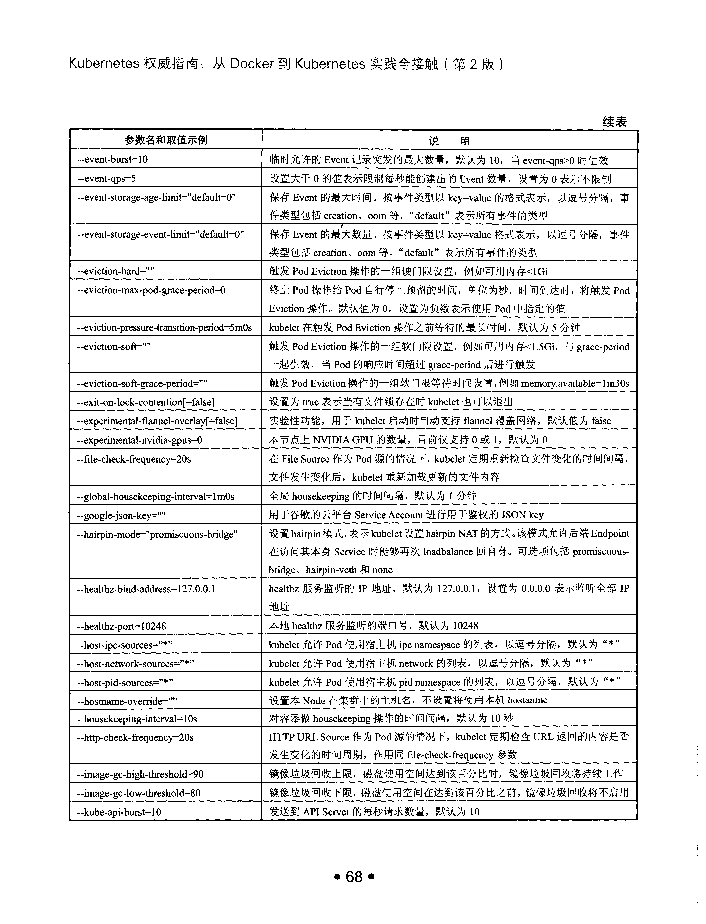 Kubernetes 权威指南：从 Docker 到 Kubernetes 实践全接触（第 2 版）
续表
参数名和取值示例 说 明
--event-burst=10 临时允许的 Event 记录突发的最大数量，默认为 10，当 event-qps>0 时生效
--event-qps=5 设置大于 0 的值表示限制每秒能创建出的 Event 数量，设置为 0 表示不限制
--event-storage-age-limit="default=0" 保存 Event 的最大时间。按事件类型以 key=value 的格式表示，以逗号分隔，事
件类型包括 creation、oom 等，“default”表示所有事件的类型
--event-storage-event-limit="default=0" 保存 Event 的最大数量。按事件类型以 key=value 格式表示，以逗号分隔，事件
类型包括 creation、oom 等，“default”表示所有事件的类型
--eviction-hard="" 触发 Pod Eviction 操作的一组硬门限设置，例如可用内存<1Gi
--eviction-max-pod-grace-period=0 终止 Pod 操作给 Pod 自行停止预留的时间，单位为秒。时间到达时，将触发 Pod
Eviction 操作。默认值为 0，设置为负数表示使用 Pod 中指定的值
--eviction-pressure-transition-period=5m0s kubelet 在触发 Pod Eviction 操作之前等待的最长时间，默认为 5 分钟
--eviction-soft="" 触发 Pod Eviction 操作的一组软门限设置，例如可用内存<1.5Gi，与 grace-period
一起生效，当 Pod 的响应时间超过 grace-period 后进行触发
--eviction-soft-grace-period="" 触发 Pod Eviction 操作的一组软门限等待时间设置，例如 memory.available=1m30s
--exit-on-lock-contention[=false] 设置为 true 表示当有文件锁存在时 kubelet 也可以退出
--experimental-flannel-overlay[=false] 实验性功能，用于 kubelet 启动时自动支持 flannel 覆盖网络，默认值为 false
--experimental-nvidia-gpus=0 本节点上 NVIDIA GPU 的数量，目前仅支持 0 或 1，默认为 0
--file-check-frequency=20s 在 File Source 作为 Pod 源的情况下，kubelet 定期重新检查文件变化的时间间隔，
文件发生变化后，kubelet 重新加载更新的文件内容
--global-housekeeping-interval=1m0s 全局 housekeeping 的时间间隔，默认为 1 分钟
--google-json-key="" 用于谷歌的云平台 Service Account 进行用于鉴权的 JSON key
--hairpin-mode="promiscuous-bridge" 设置 hairpin 模式，表示 kubelet 设置 hairpin NAT 的方式。该模式允许后端 Endpoint
在访问其本身 Service 时能够再次 loadbalance 回自身。可选项包括 promiscuous-
bridge、hairpin-veth 和 none
--healthz-bind-address=127.0.0.1 healthz 服务监听的 IP 地址，默认为 127.0.0.1，设置为 0.0.0.0 表示监听全部 IP
地址
--healthz-port=10248 本地 healthz 服务监听的端口号，默认为 10248
--host-ipc-sources="*" kubelet 允许 Pod 使用宿主机 ipc namespace 的列表，以逗号分隔，默认为“*”
--host-network-sources="*" kubelet 允许 Pod 使用宿主机 network 的列表，以逗号分隔，默认为“*”
--host-pid-sources="*" kubelet 允许 Pod 使用宿主机 pid namespace 的列表，以逗号分隔，默认为“*”
--hostname-override="" 设置本 Node 在集群中的主机名，不设置将使用本机 hostname
--housekeeping-interval=10s 对容器做 housekeeping 操作的时间间隔，默认为 10 秒
--http-check-frequency=20s HTTP URL Source 作为 Pod 源的情况下，kubelet 定期检查 URL 返回的内容是否
发生变化的时间周期，作用同 file-check-frequency 参数
--image-gc-high-threshold=90 镜像垃圾回收上限，磁盘使用空间达到该百分比时，镜像垃圾回收将持续工作
--image-gc-low-threshold=80 镜像垃圾回收下限，磁盘使用空间在达到该百分比之前，镜像垃圾回收将不启用
--kube-api-burst=10 发送到 API Server 的每秒请求数量，默认为 10
• 68 •